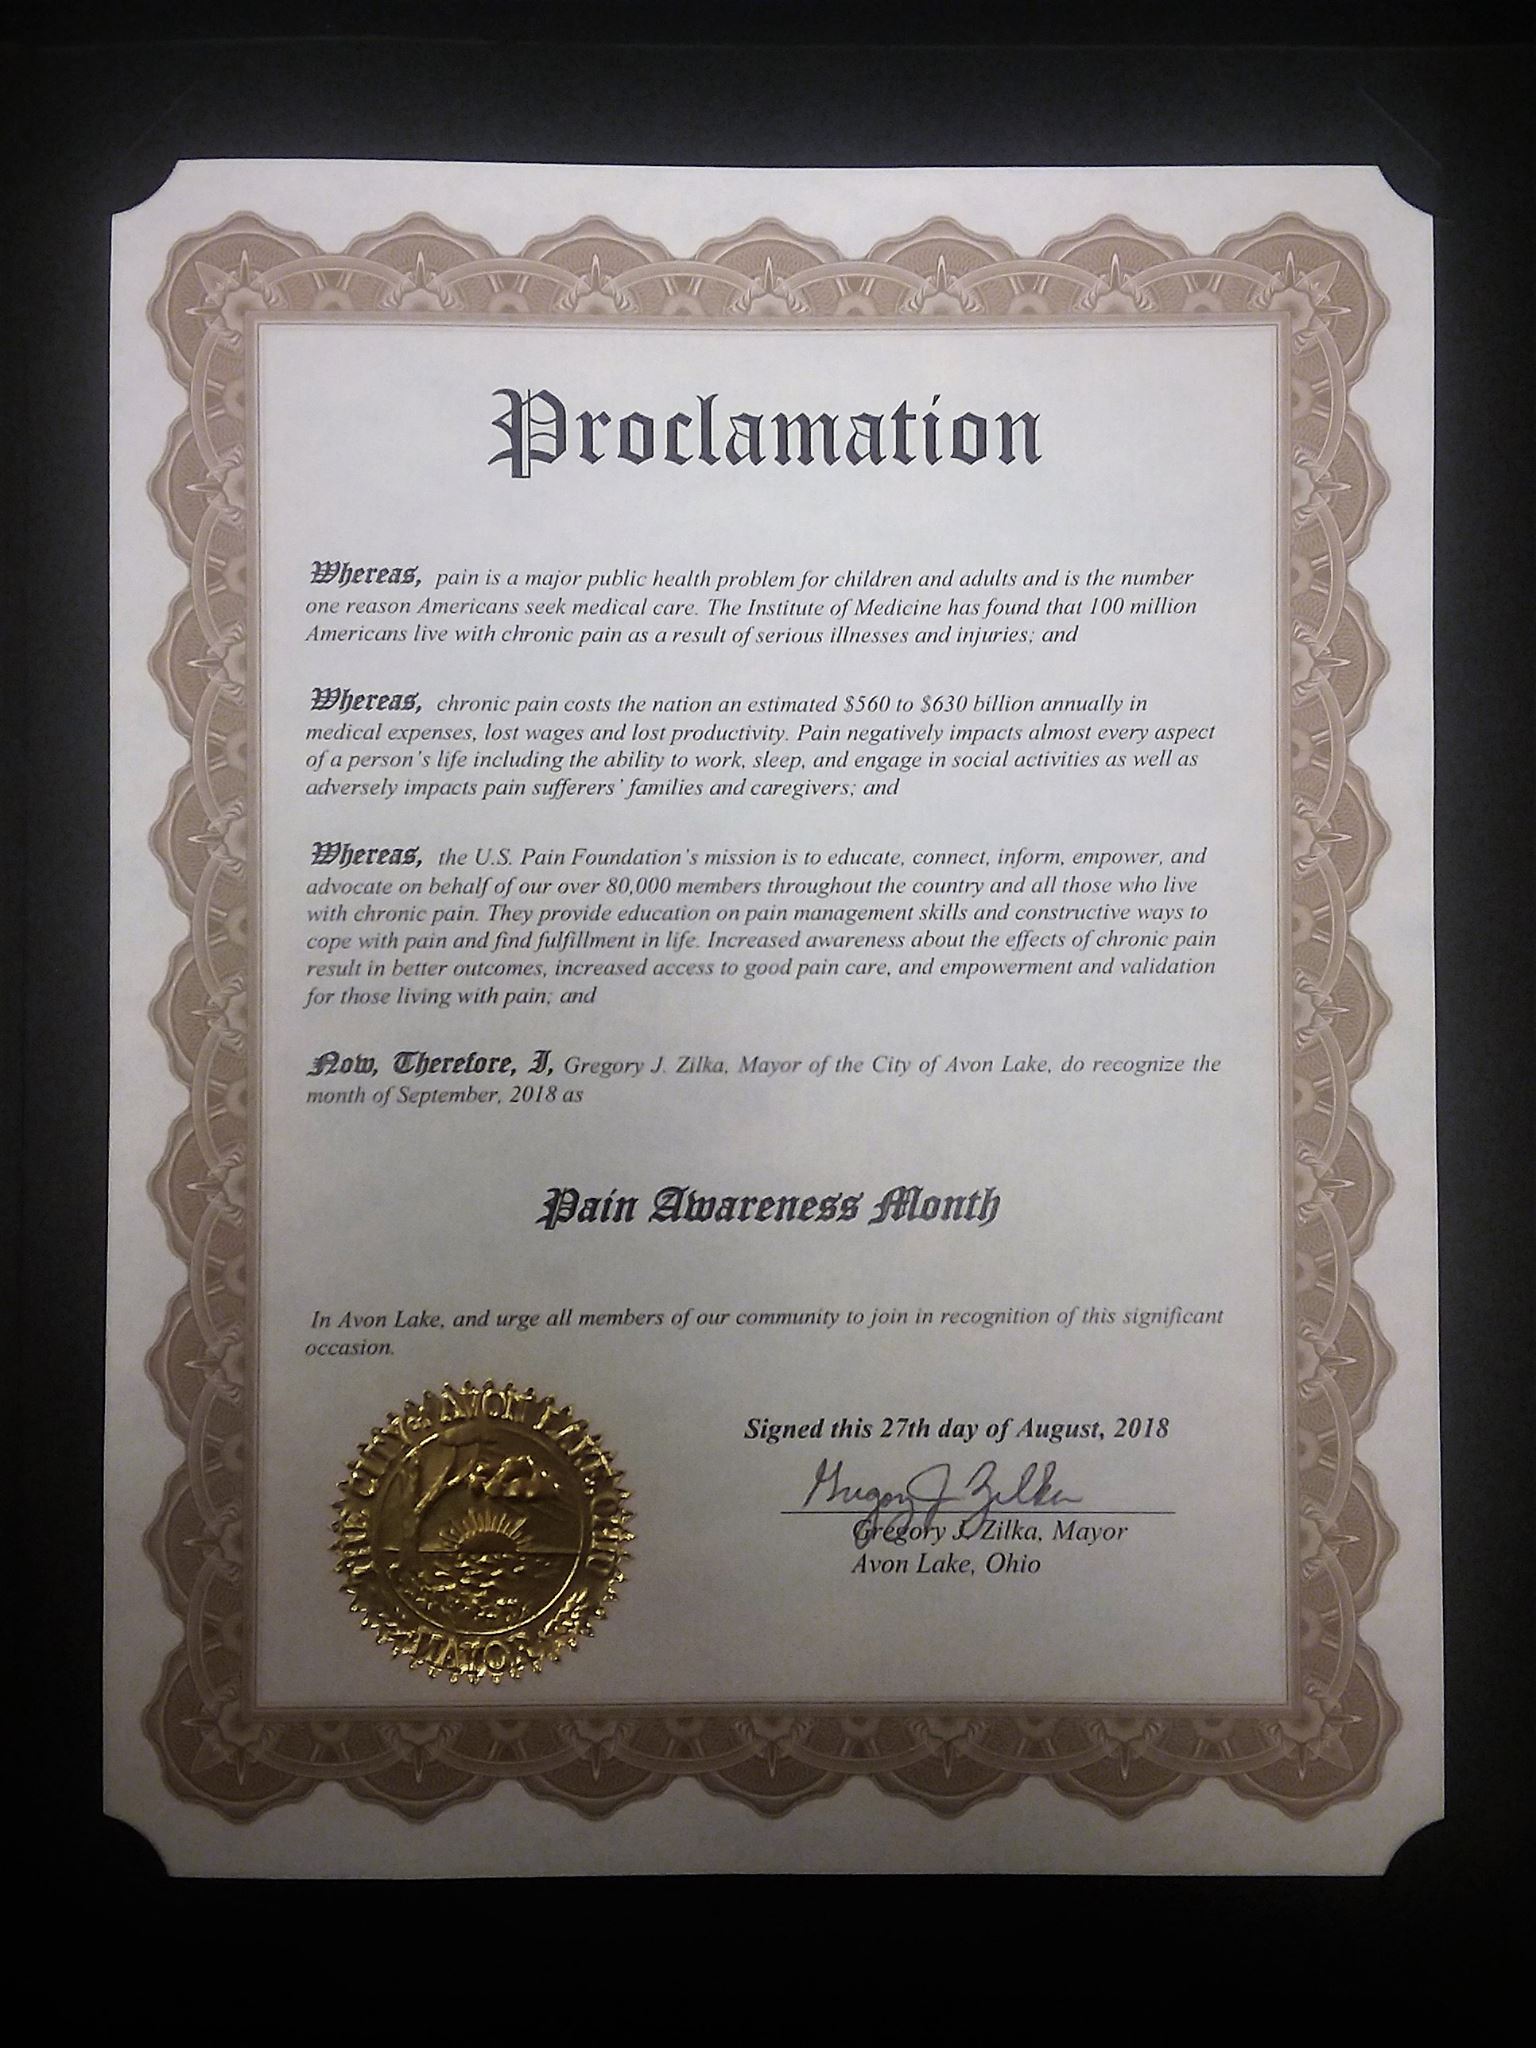 Proclamation
Whereas, pain is a major public health problem for children and adults and is the number
one reason Americans seek medical care. The Institute of Medicine has found that 100 million
Americans live with chronic pain as a result of serious illnesses and injuries; and
Whereas, chronic pain costs the nation an estimated $560 to $630 billion annually in
medical expenses, lost wages and lost productivity. Pain negatively impacts almost every aspect
of a person's life including the ability to work, sleep, and engage in social activities as well as
adversely impacts pain sufferers' families and caregivers; and
Whereas, the U.S. Pain Foundation's mission is to educate, connect, inform, empower, and
advocate on behalf of our over 80,000 members throughout the country and all those who live
with chronic pain. They provide education on pain management skills and constructive ways to
cope with pain and find fulfillment in life. Increased awareness about the effects of chronic pain
result in better outcomes, increased access to good pain care, and empowerment and validation
for those living with pain; and
Now, Therefore, I, Gregory J. Zilka, Mayor of the City of Avon Lake, do recognize the
month of September, 2018 as
Pain Awareness Month
In Avon Lake, and urge all members of our community to join in recognition of this significant
occasion.
THE CITY OF AVON LAKE, OHIO
MAYOR
Signed this 27th day of August, 2018
Gregory J Zilka
Gregory J. Zilka, Mayor
Avon Lake, Ohio